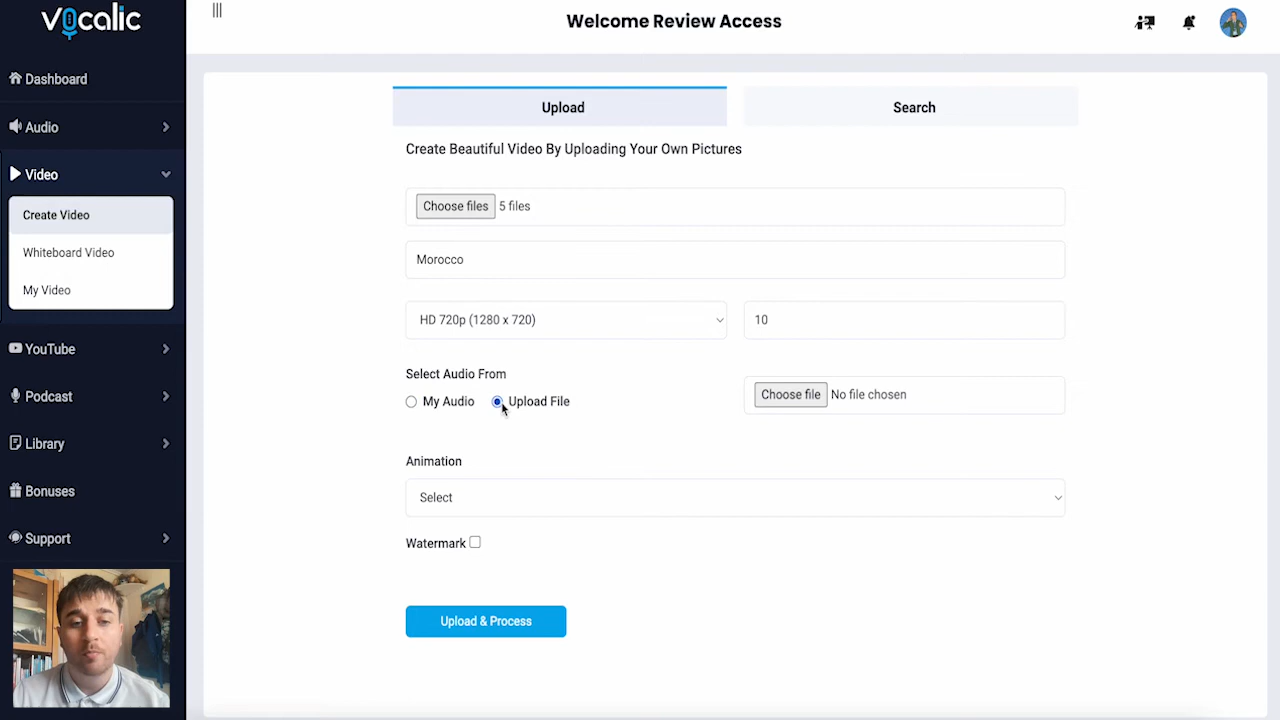 vocalic
Welcome Review Access
Dashboard
Audio
Video
Create Video
Whiteboard Video
My Video
YouTube
Podcast
Library
Bonuses
Support
Upload
Search
Create Beautiful Video By Uploading Your Own Pictures
Choose files 5 files
Morocco
HD 720p (1280 x 720)
10
Select Audio From
My Audio
Upload File
Choose file No file chosen
Animation
Select
Watermark
Upload & Process